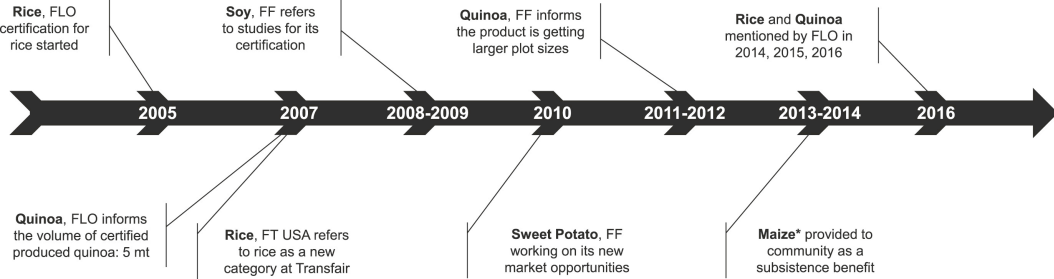 Rice, FLO
certification for
rice started
Soy, FF refers
to studies for its
certification
Quinoa, FF informs
the product is getting
larger plot sizes
Rice and Quinoa
mentioned by FLO in
2014, 2015, 2016
2005
2007
2008-2009
2010
2011-2012
2013-2014
2016
Quinoa, FLO informs
the volume of certified
produced quinoa: 5 mt
Rice, FT USA refers
to rice as a new
category at Transfair
Sweet Potato, FF
working on its new
market opportunities
Maize* provided to
community as a
subsistence benefit